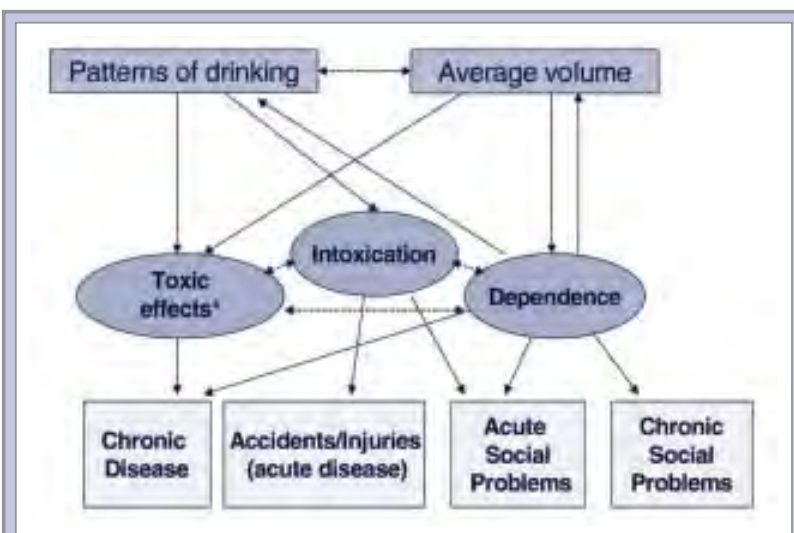 Patterns of drinking
Average volume
Intoxication
Toxic
effects*
Dependence
Chronic
Disease
Accidents/Injuries
(acute disease)
Acute
Social
Problems
Chronic
Social
Problems